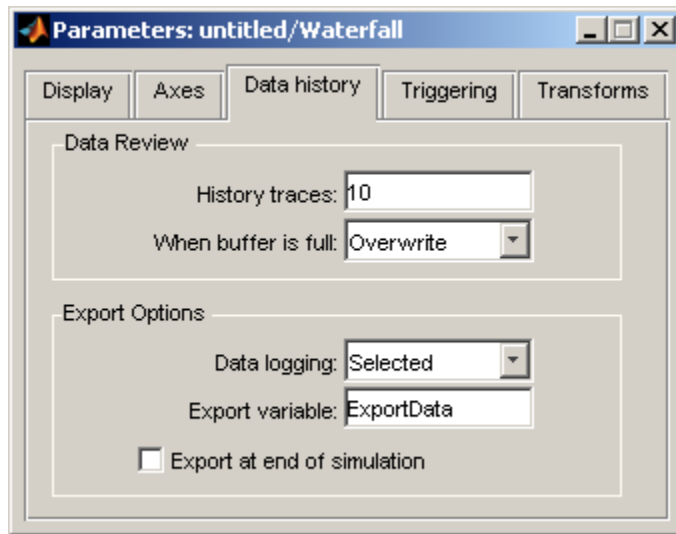 Parameters: untitled/Waterfall
Display Axes Data history Triggering Transforms
Data Review
History traces: 10
When buffer is full: Overwrite
Export Options
Data logging: Selected
Export variable: ExportData
Export at end of simulation